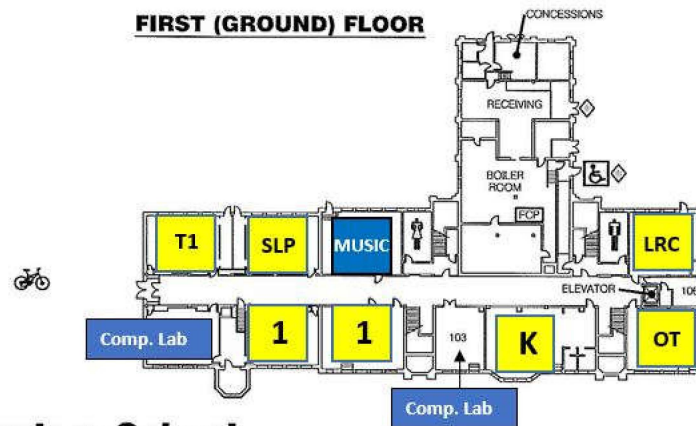 FIRST (GROUND) FLOOR
CONCESSIONS
RECEIVING
BOILER
ROOM
FCP
T1
SLP
MUSIC
LRC
ELEVATOR
106
Comp. Lab
1
1
103
K
OT
Comp. Lab